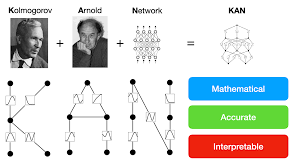 Kolmogorov Arnold Network KAN
+ + =
Mathematical
Accurate
Interpretable